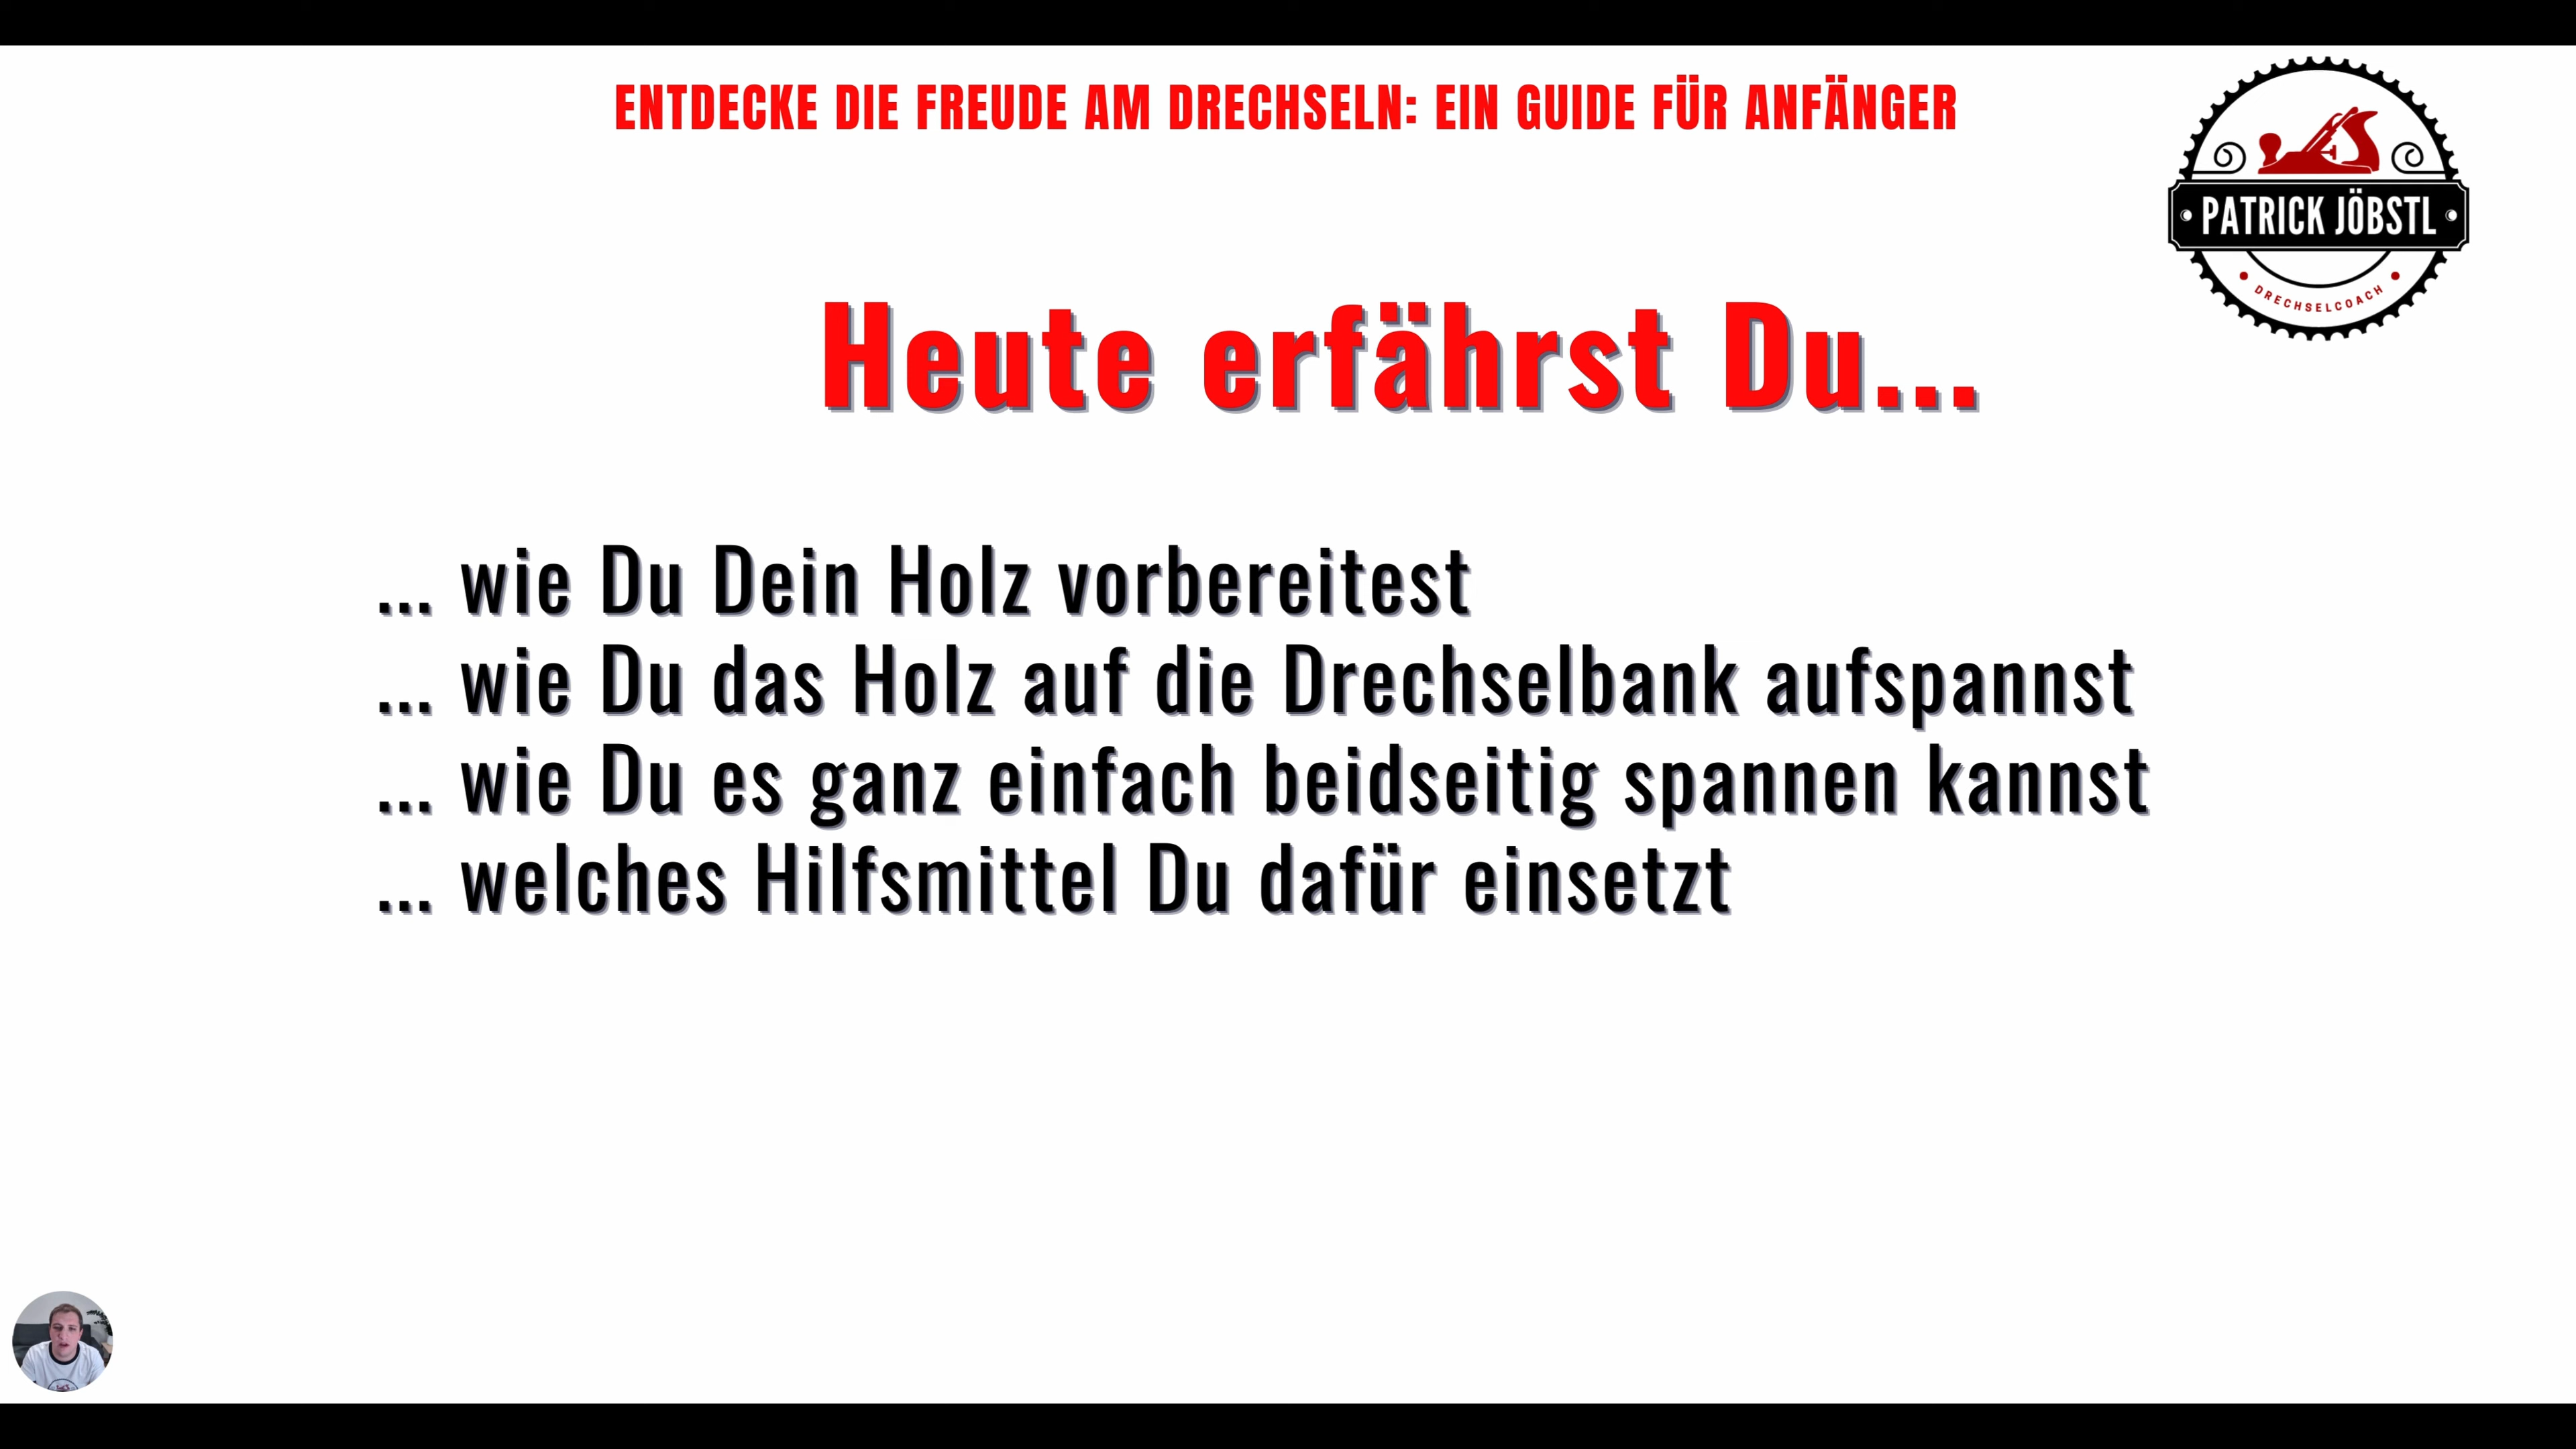 ENTDECKE DIE FREUDE AM DRECHSELN: EIN GUIDE FÜR ANFÄNGER
PATRICK JÖBSTL
DRECHSELCOACH
Heute erfährst Du...
... wie Du Dein Holz vorbereitest
... wie Du das Holz auf die Drechselbank aufspannst
... wie Du es ganz einfach beidseitig spannen kannst
... welches Hilfsmittel Du dafür einsetzt